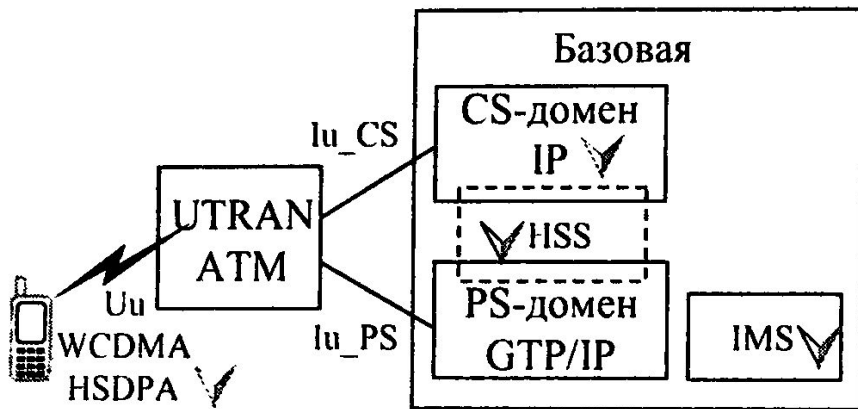 Базовая
CS-домен
IP
Iu_CS
UTRAN
ATM
HSS
Uu
WCDMA
HSDPA
Iu_PS
PS-домен
GTP/IP
IMS